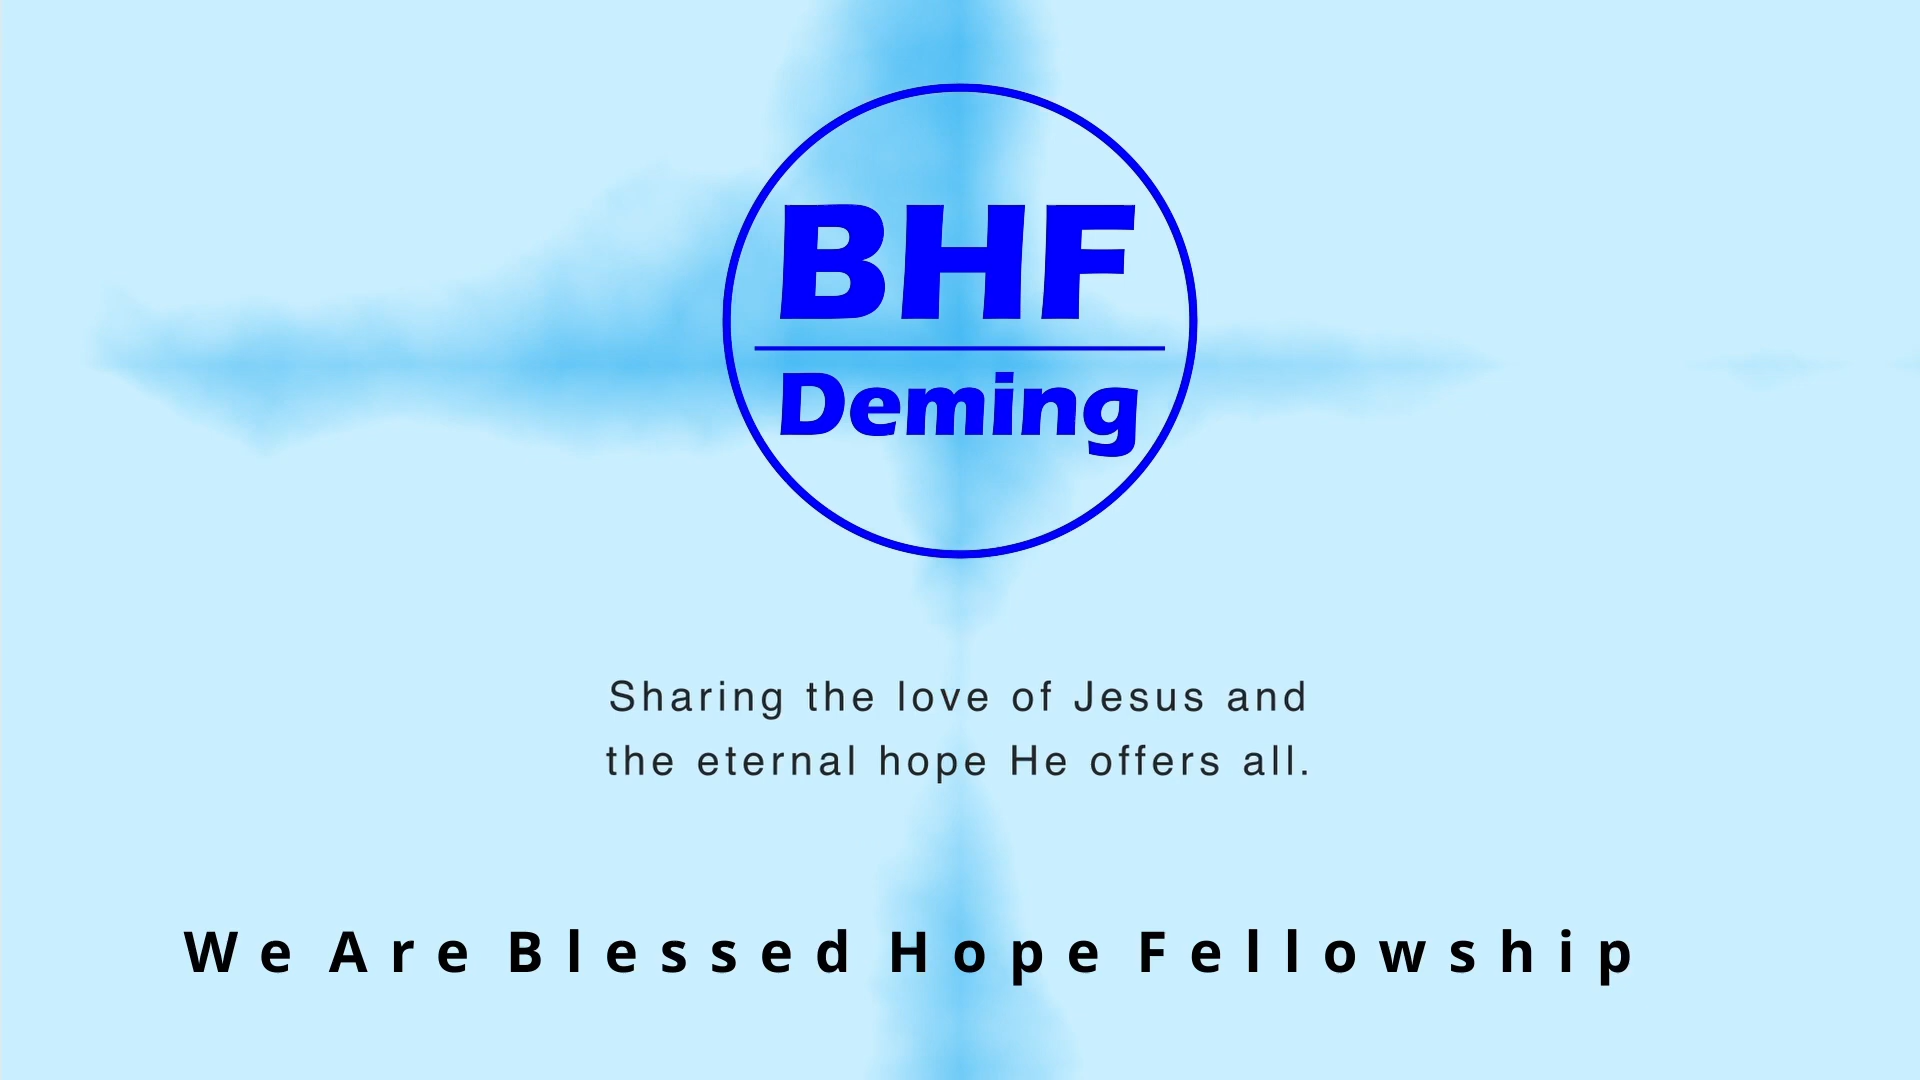 BHF
Deming
Sharing the love of Jesus and
the eternal hope He offers all.
We Are Blessed Hope Fellowship